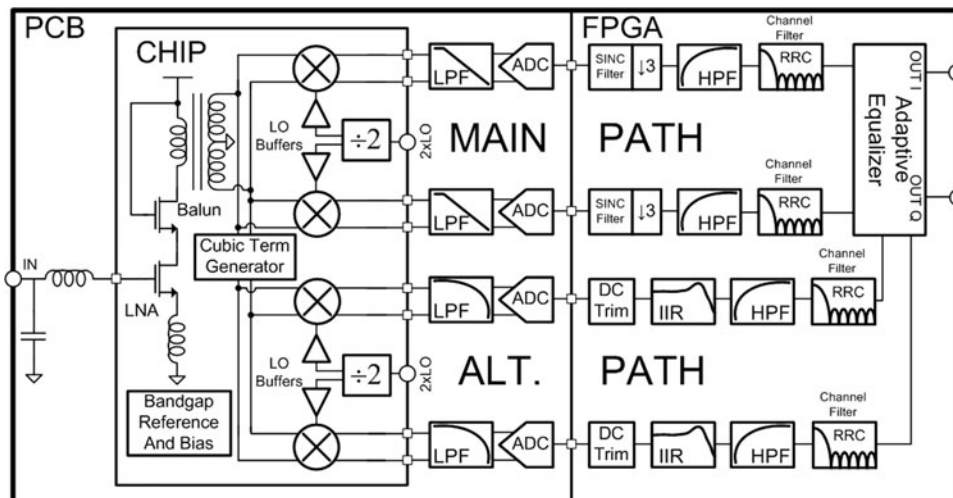 PCB
FPGA
CHIP
LPF
ADC
SINC
Filter
↓3
HPF
Channel
Filter
RRC
OUT I
LO
Buffers
÷2
2xLO
MAIN
PATH
Adaptive
Equalizer
Balun
LPF
ADC
SINC
Filter
↓3
HPF
Channel
Filter
RRC
OUT Q
IN
Cubic Term
Generator
LNA
LPF
ADC
DC
Trim
IIR
HPF
Channel
Filter
RRC
LO
Buffers
÷2
2xLO
ALT.
PATH
Bandgap
Reference
And Bias
LPF
ADC
DC
Trim
IIR
HPF
Channel
Filter
RRC